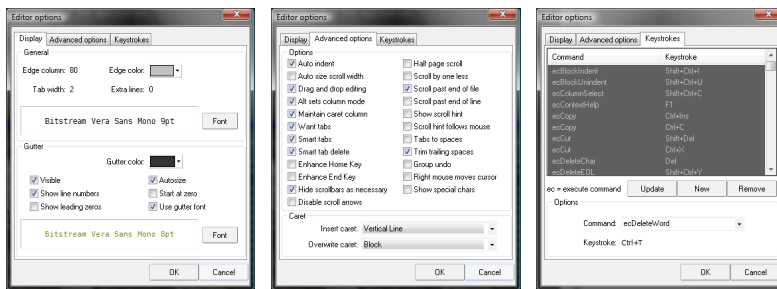 Editor options
Display Advanced options Keystrokes
General
Edge column: 80 Edge color:
Tab width: 2 Extra lines: 0
Bitstream Vera Sans Mono 9pt Font
Gutter
Gutter color:
Visible Autosize
Show line numbers Start at zero
Show leading zeros Use gutter font
Bitstream Vera Sans Mono 8pt Font
OK Cancel
Editor options
Display Advanced options Keystrokes
Options
Auto indent Half page scroll
Auto size scroll width Scroll by one less
Drag and drop editing Scroll past end of file
Alt sets column mode Scroll past end of line
Maintain caret column Show scroll hint
Want tabs Scroll hint follows mouse
Smart tabs Tabs to spaces
Smart tab delete Trim trailing spaces
Enhance Home Key Group undo
Enhance End Key Right mouse moves cursor
Hide scrollbars as necessary Show special chars
Disable scroll arrows
Caret
Insert caret: Vertical Line
Overwrite caret: Block
OK Cancel
Editor options
Display Advanced options Keystrokes
Command Keystroke
ecBlockIndent Shift+Ctrl+I
ecBlockUnindent Shift+Ctrl+U
ecColumnSelect Shift+Ctrl+C
ecContextHelp F1
ecCopy Ctrl+Ins
ecCopy Ctrl+C
ecCut Shift+Del
ecCut Ctrl+X
ecDeleteChar Del
ecDeleteEOL Shift+Ctrl+Y
ec = execute command Update New Remove
Options
Command: ecDeleteWord
Keystroke: Ctrl+T
OK Cancel